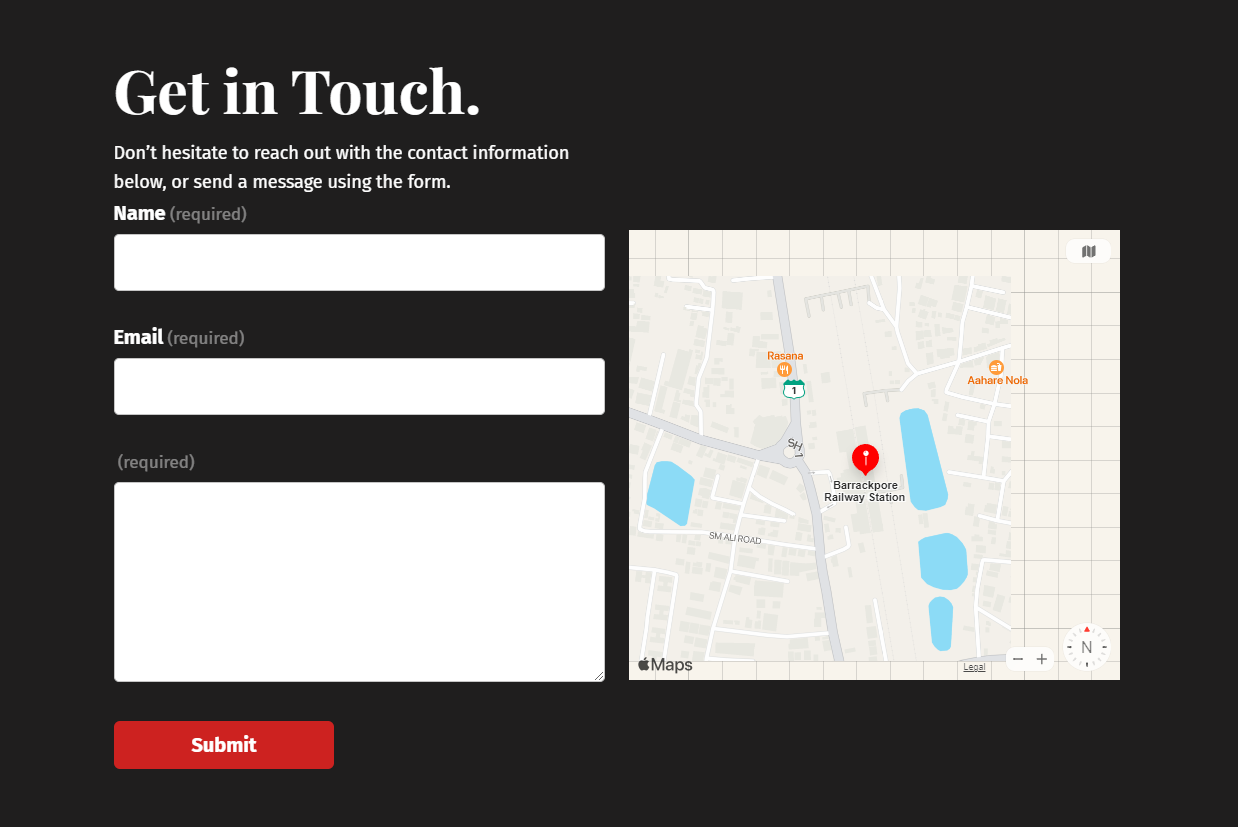 Get in Touch.
Don’t hesitate to reach out with the contact information
below, or send a message using the form.
Name (required)
Email (required)
(required)
Submit
Rasana
1
Aahare Nola
SH 1
Barrackpore
Railway Station
SM ALI ROAD
Maps
Legal
N